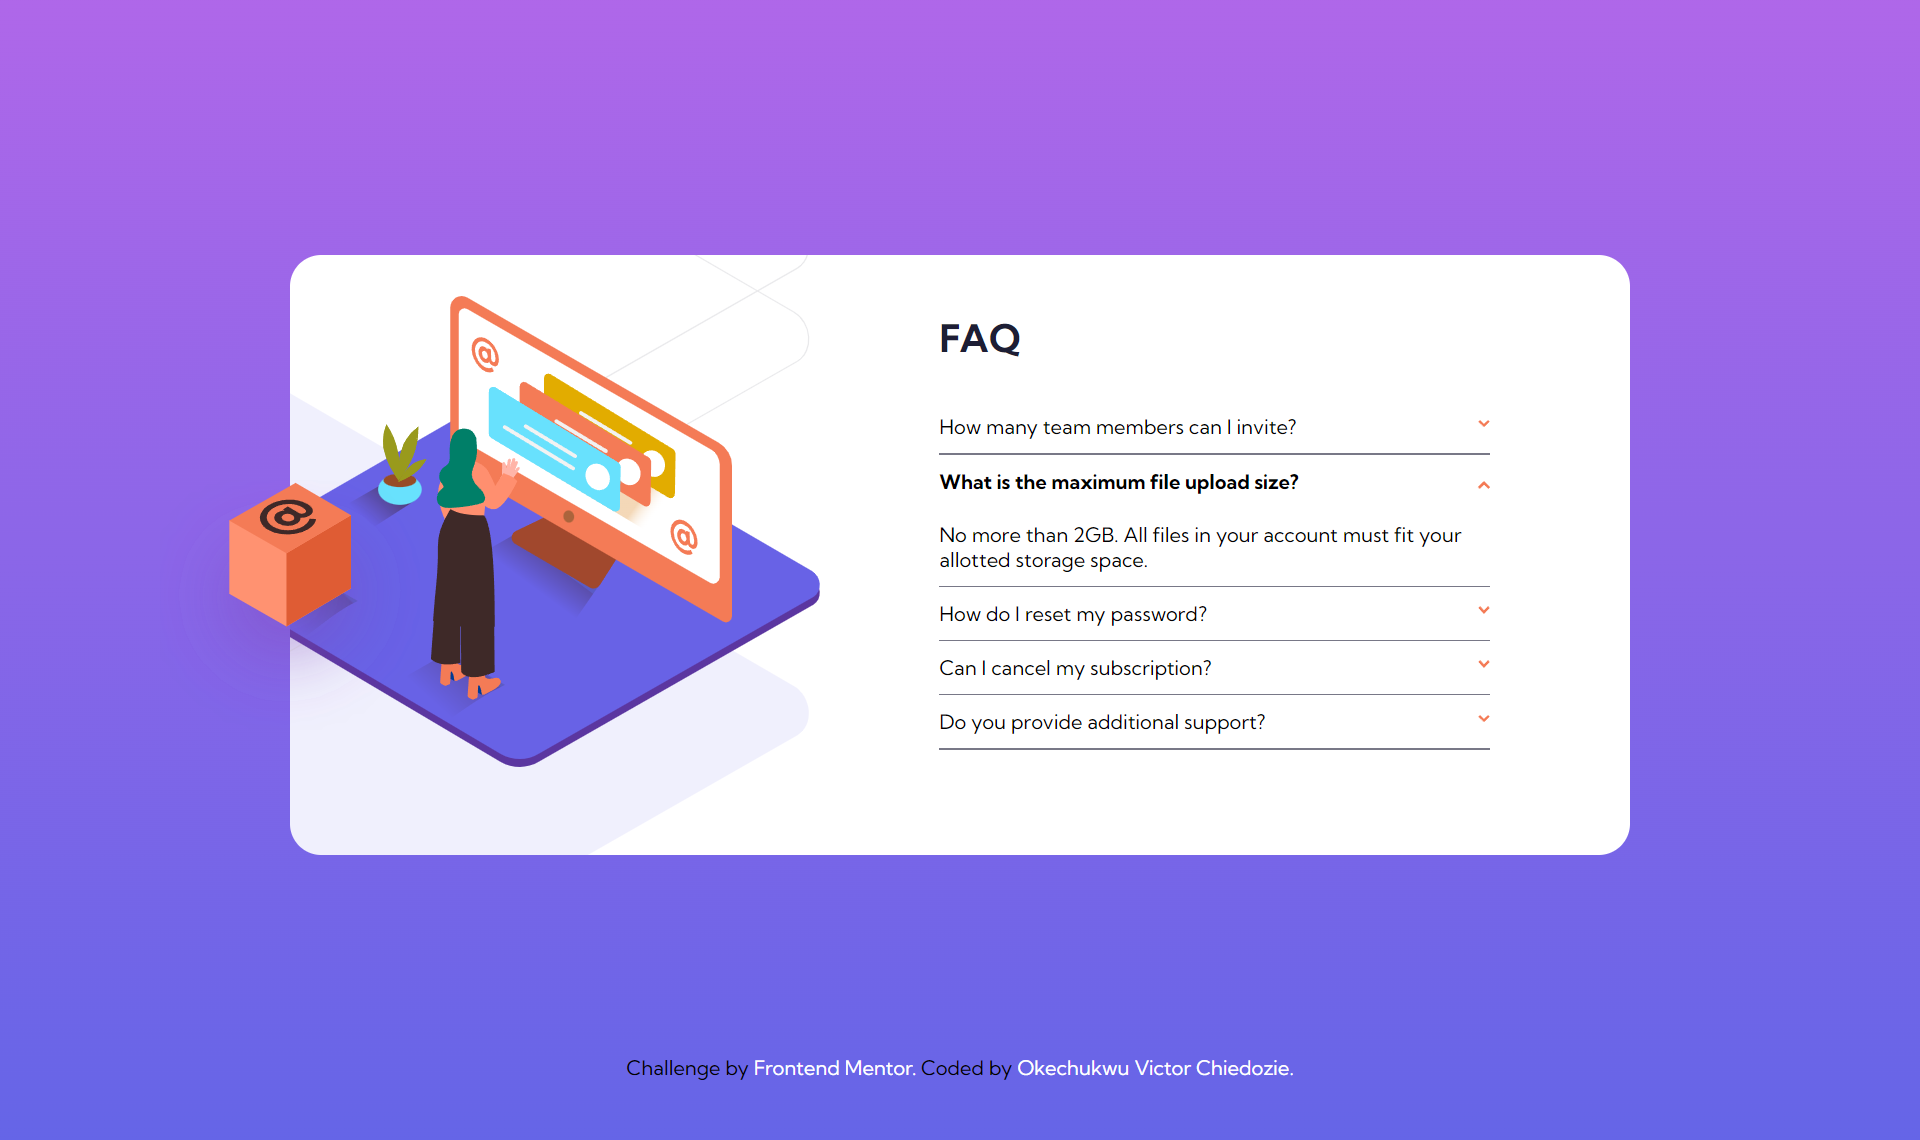 @
@
@
FAQ
How many team members can I invite?
What is the maximum file upload size?
No more than 2GB. All files in your account must fit your
allotted storage space.
How do I reset my password?
Can I cancel my subscription?
Do you provide additional support?
Challenge by Frontend Mentor. Coded by Okechukwu Victor Chiedozie.